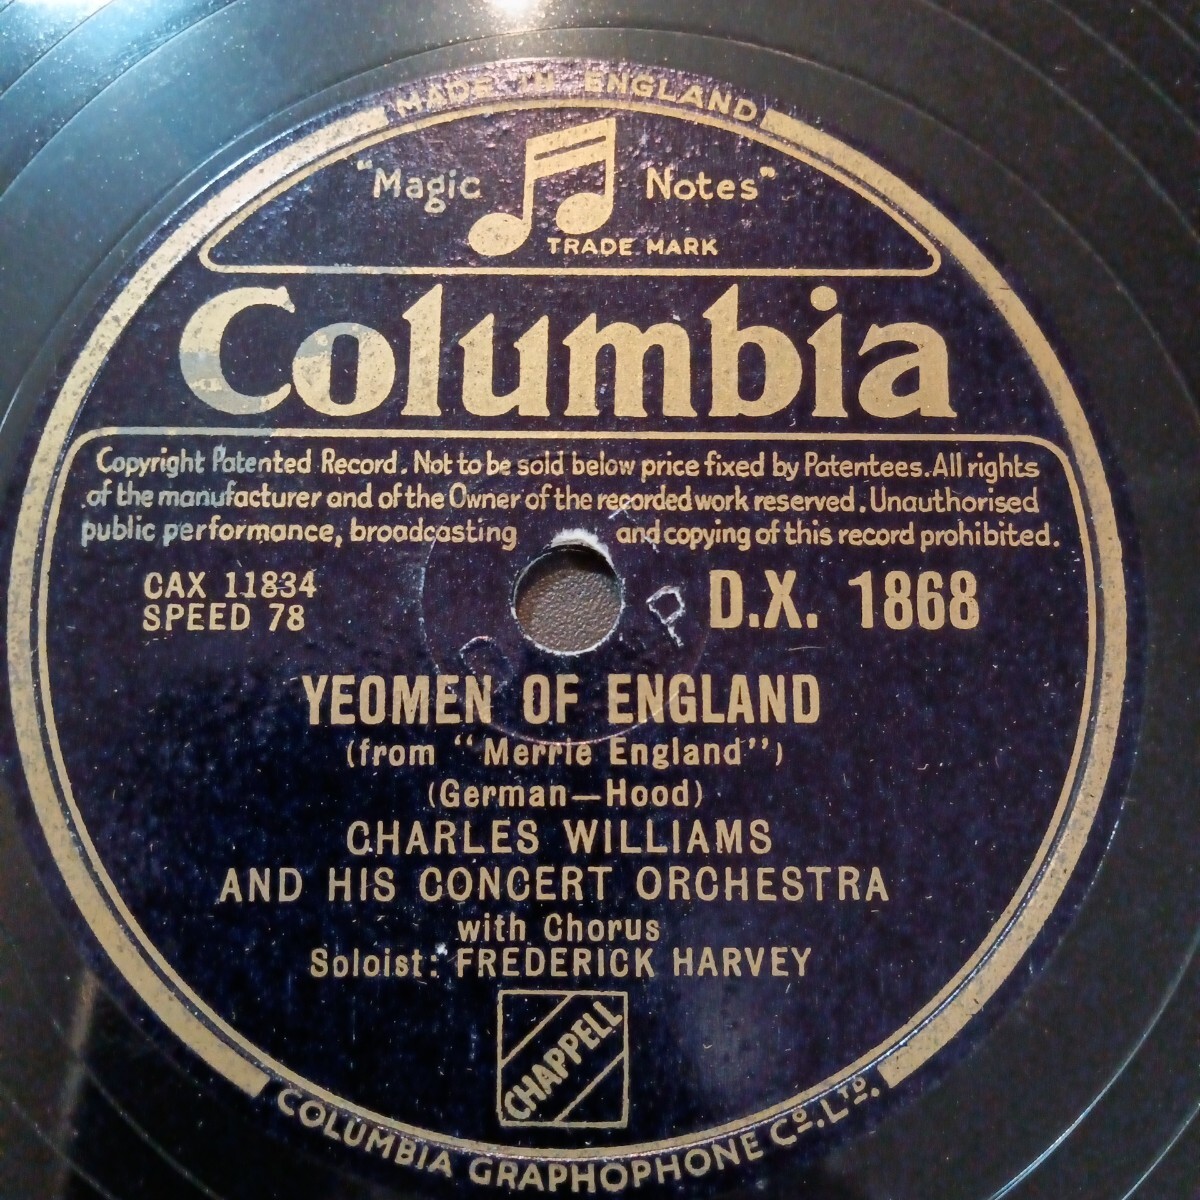 MADE IN ENGLAND
"Magic Notes"
TRADE MARK
Columbia
Copyright Patented Record. Not to be sold below price fixed by Patentees. All rights
of the manufacturer and of the Owner of the recorded work reserved. Unauthorised
public performance, broadcasting and copying of this record prohibited.
CAX 11834
SPEED 78
D.X. 1868
P
YEOMEN OF ENGLAND
(from "Merrie England")
(German—Hood)
CHARLES WILLIAMS
AND HIS CONCERT ORCHESTRA
with Chorus
Soloist: FREDERICK HARVEY
CHAPPELL
COLUMBIA GRAPHOPHONE CO. LTD.